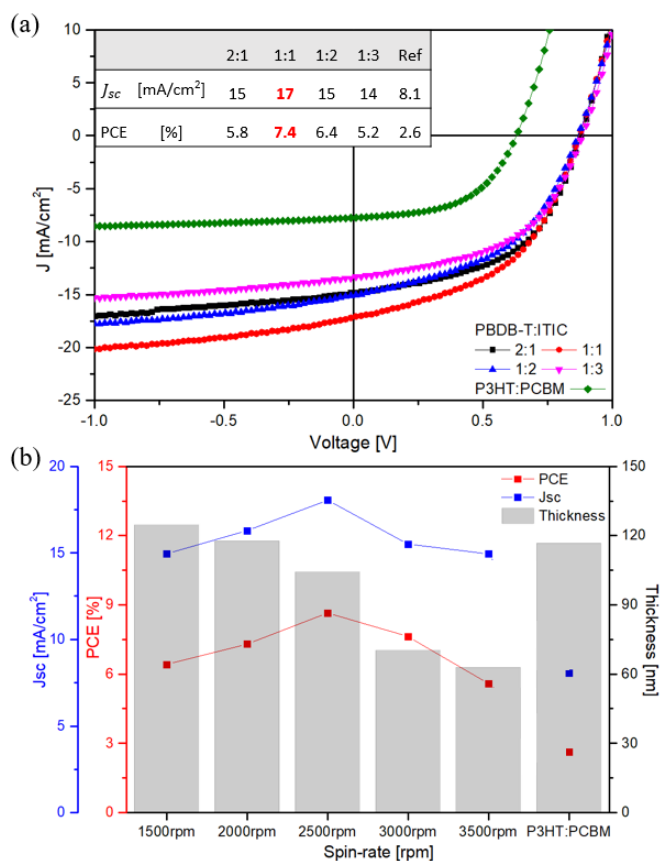 (a)
2:1 1:1 1:2 1:3 Ref
Jsc [mA/cm²] 15 17 15 14 8.1
PCE [%] 5.8 7.4 6.4 5.2 2.6
10
5
0
-5
-10
-15
-20
-25
J [mA/cm²]
PBDB-T:ITIC
2:1 1:1
1:2 1:3
P3HT:PCBM
-1.0 -0.5 0.0 0.5 1.0
Voltage [V]
(b)
20
15
10
5
0
Jsc [mA/cm²]
15
12
9
6
3
0
PCE [%]
PCE
Jsc
Thickness
150
120
90
60
30
0
Thickness [nm]
1500rpm 2000rpm 2500rpm 3000rpm 3500rpm P3HT:PCBM
Spin-rate [rpm]